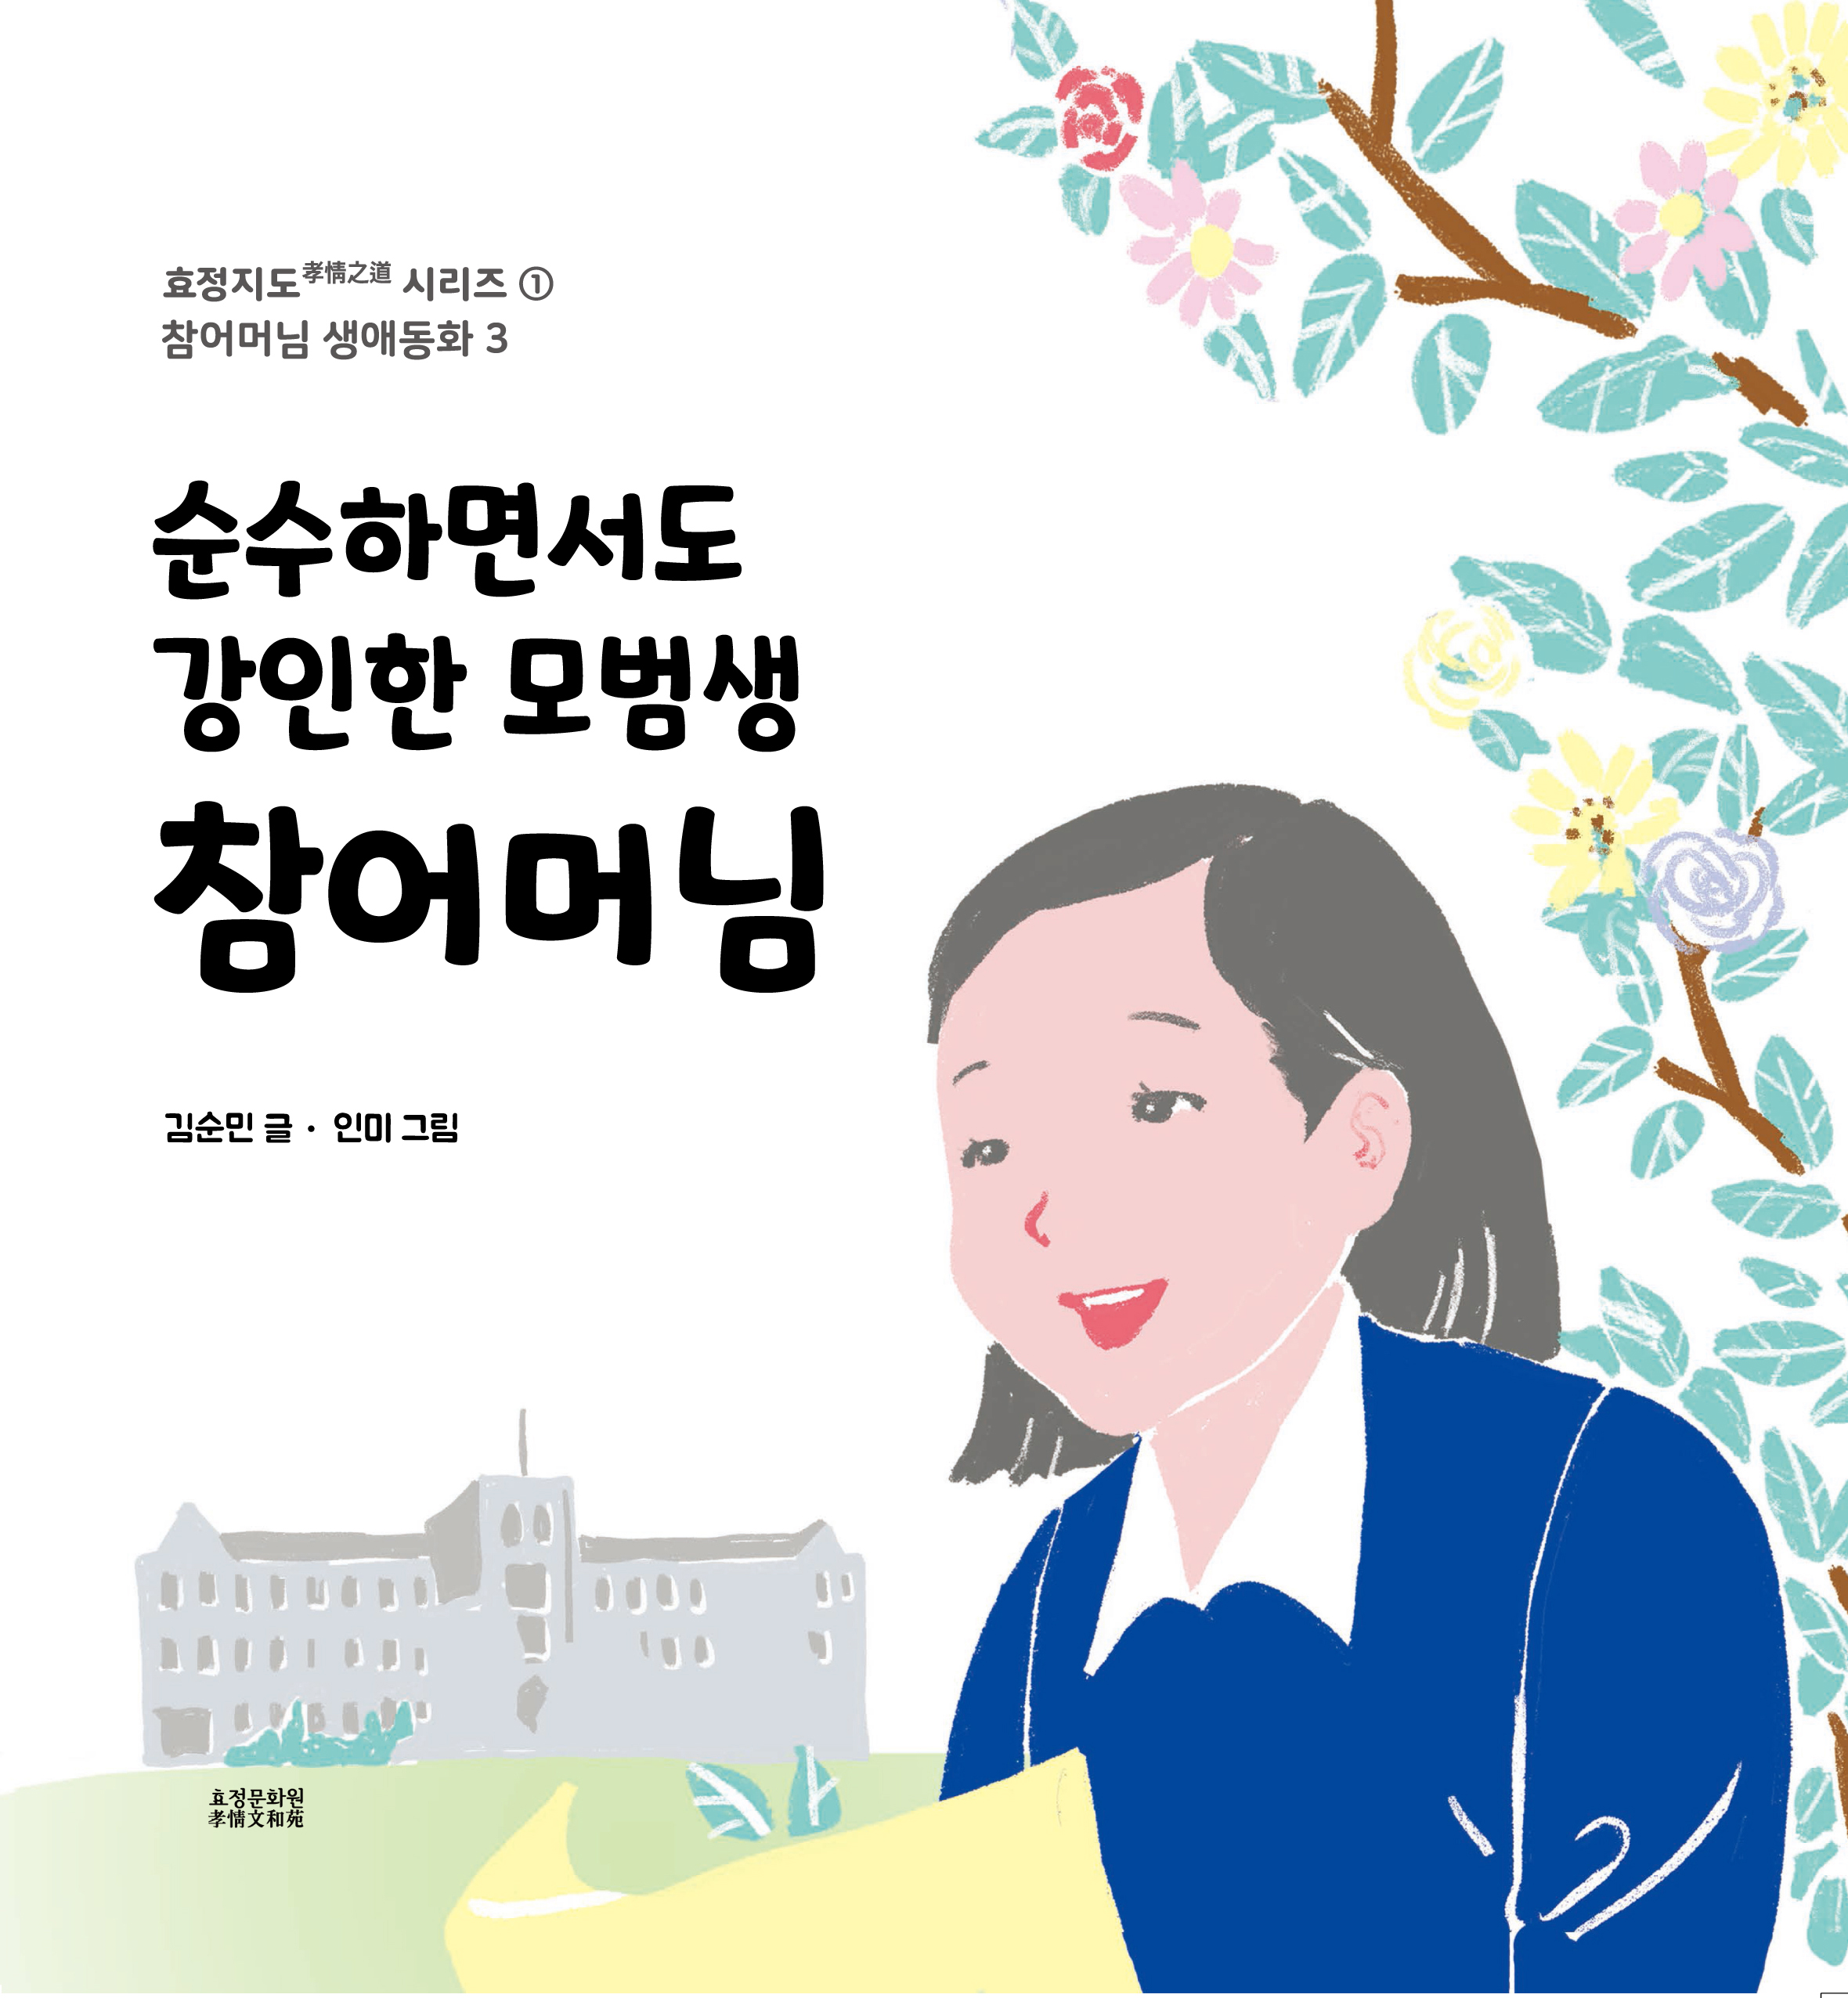 효정지도孝情之道 시리즈 ①
참어머님 생애동화 3
순수하면서도
강인한 모범생
참어머님
김순민 글 · 인미 그림
효정문화원
孝情文和苑